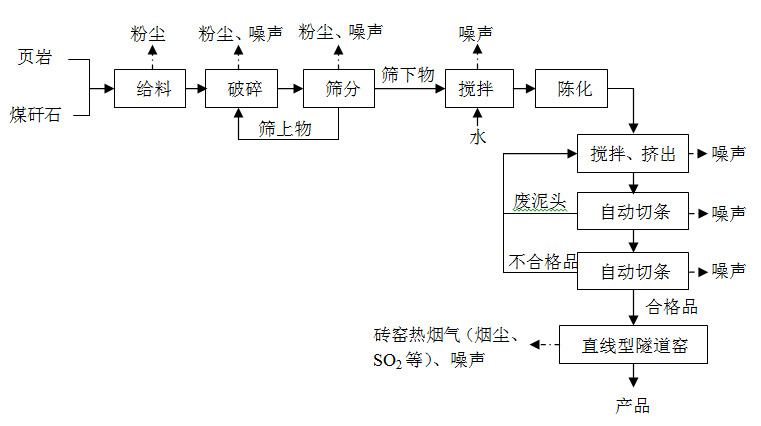 粉尘
粉尘、噪声
粉尘、噪声
噪声
页岩
煤矸石
给料
破碎
筛分
筛下物
搅拌
陈化
筛上物
水
搅拌、挤出
噪声
废泥头
自动切条
噪声
不合格品
自动切条
噪声
合格品
砖窑热烟气（烟尘、
SO2 等）、噪声
直线型隧道窑
产品